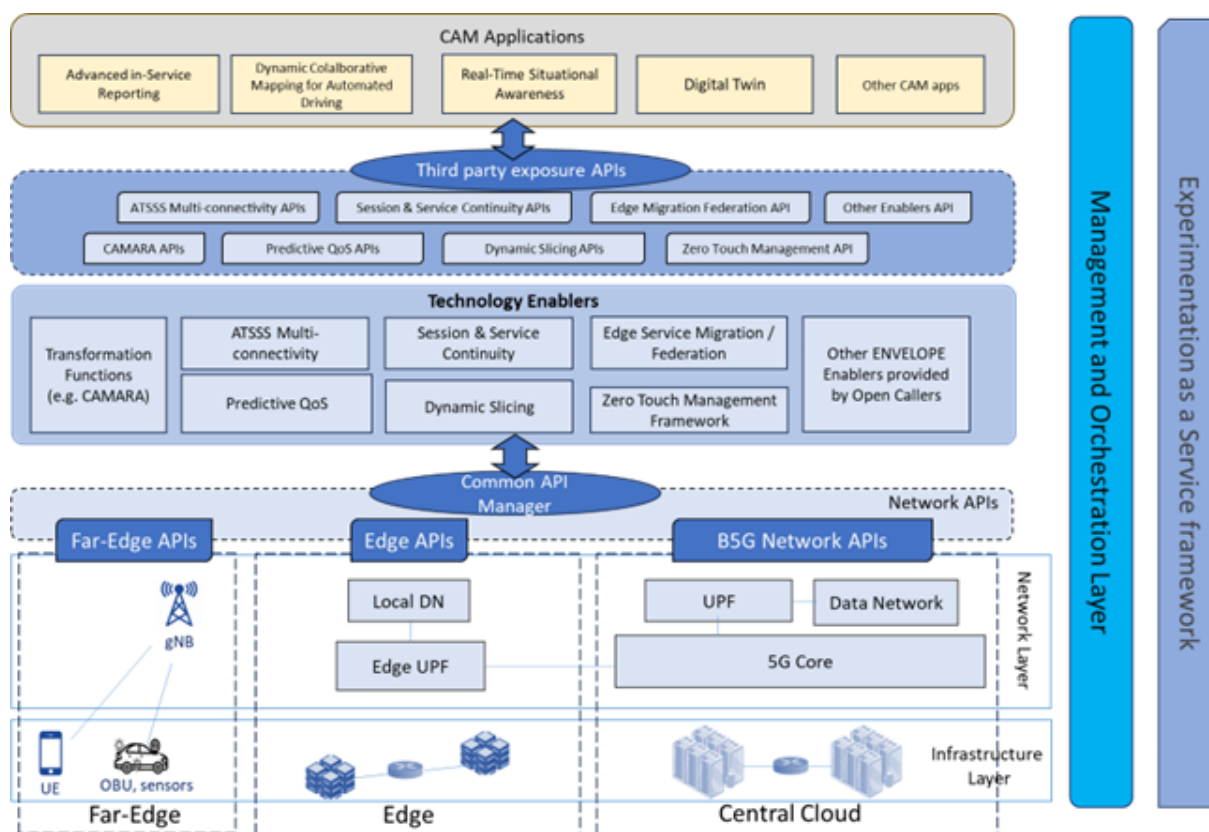 CAM Applications
Advanced in-Service
Reporting
Dynamic Colalborative
Mapping for Automated
Driving
Real-Time Situational
Awareness
Digital Twin
Other CAM apps
Third party exposure APIs
ATSSS Multi-connectivity APIs
Session & Service Continuity APIs
Edge Migration Federation API
Other Enablers API
CAMARA APIs
Predictive QoS APIs
Dynamic Slicing APIs
Zero Touch Management API
Technology Enablers
Transformation
Functions
(e.g. CAMARA)
ATSSS Multi-
connectivity
Session & Service
Continuity
Edge Service Migration /
Federation
Other ENVELOPE
Enablers provided
by Open Callers
Predictive QoS
Dynamic Slicing
Zero Touch Management
Framework
Common API
Manager
Network APIs
Far-Edge APIs
Edge APIs
B5G Network APIs
gNB
Local DN
UPF
Data Network
Edge UPF
5G Core
Network Layer
UE
OBU, sensors
Infrastructure
Layer
Far-Edge
Edge
Central Cloud
Management and Orchestration Layer
Experimentation as a Service framework